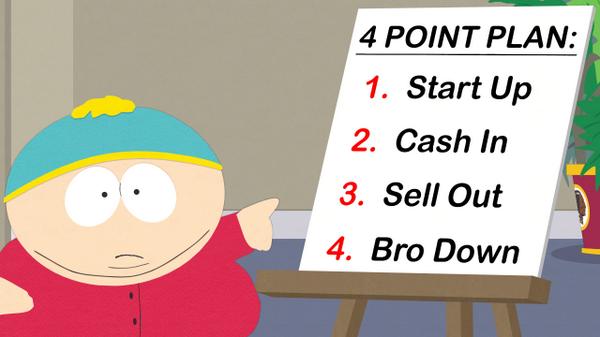 4 POINT PLAN:
1. Start Up
2. Cash In
3. Sell Out
4. Bro Down